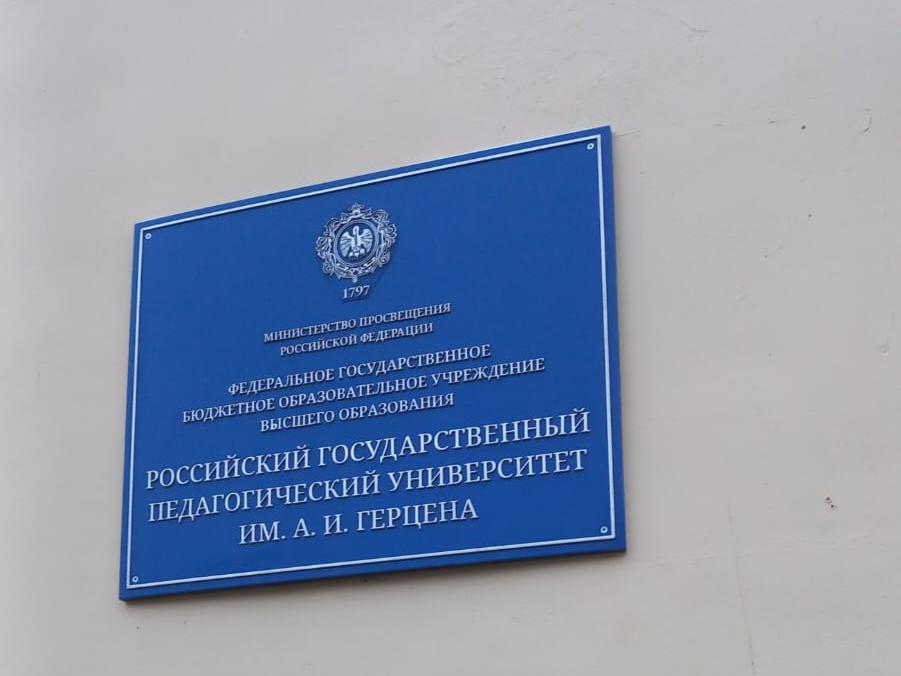 1797
МИНИСТЕРСТВО ПРОСВЕЩЕНИЯ
РОССИЙСКОЙ ФЕДЕРАЦИИ
ФЕДЕРАЛЬНОЕ ГОСУДАРСТВЕННОЕ
БЮДЖЕТНОЕ ОБРАЗОВАТЕЛЬНОЕ УЧРЕЖДЕНИЕ
ВЫСШЕГО ОБРАЗОВАНИЯ
РОССИЙСКИЙ ГОСУДАРСТВЕННЫЙ
ПЕДАГОГИЧЕСКИЙ УНИВЕРСИТЕТ
ИМ. А. И. ГЕРЦЕНА